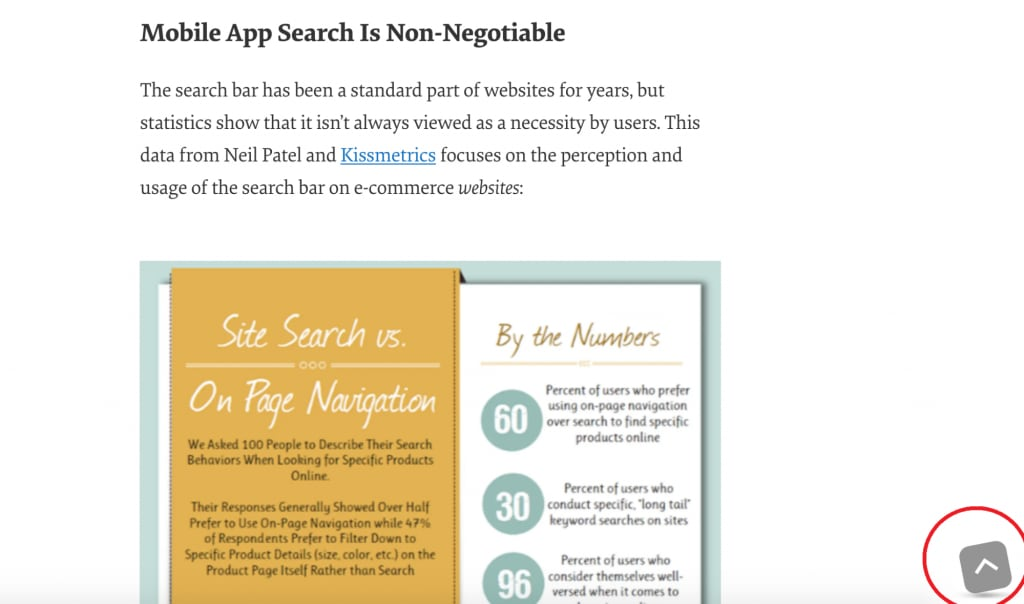 Mobile App Search Is Non-Negotiable
The search bar has been a standard part of websites for years, but
statistics show that it isn't always viewed as a necessity by users. This
data from Neil Patel and Kissmetrics focuses on the perception and
usage of the search bar on e-commerce websites:
Site Search vs.
On Page Navigation
We Asked 100 People to Describe Their Search
Behaviors When Looking for Specific Products
Online.
Their Responses Generally Showed Over Half
Prefer to Use On-Page Navigation while 47%
of Respondents Prefer to Filter Down to
Specific Product Details (size, color, etc.) on the
Product Page Itself Rather than Search
By the Numbers
60
Percent of users who prefer
using on-page navigation
over search to find specific
products online
30
Percent of users who
conduct specific, "long tail"
keyword searches on sites
96
Percent of users who
consider themselves well-
versed when it comes to